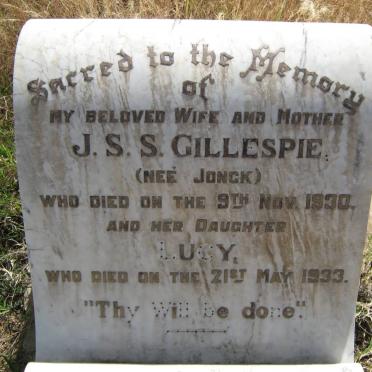 Sacred to the Memory
of
MY BELOVED WIFE AND MOTHER
J. S. S. GILLESPIE.
(NEÉ JONCK)
WHO DIED ON THE 9TH NOV. 1930.
AND HER DAUGHTER
LUCY,
WHO DIED ON THE 21ST MAY 1933.
"Thy will be done".